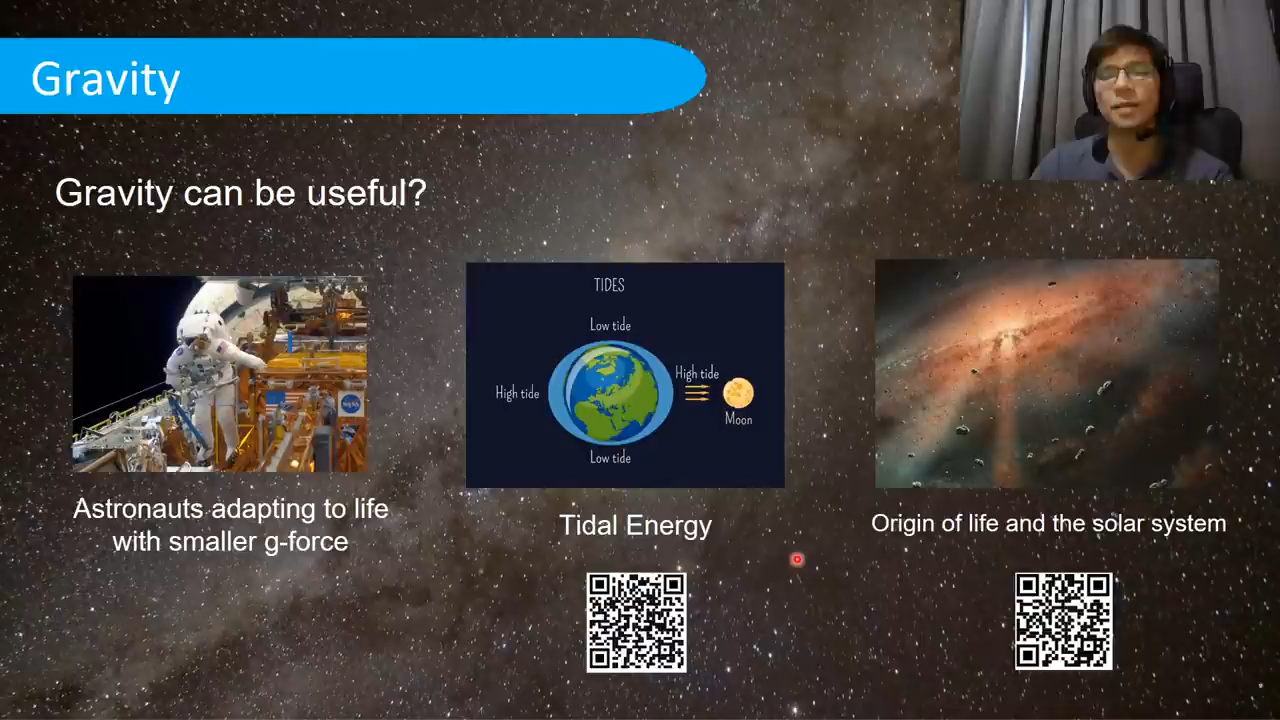 Gravity
Gravity can be useful?
TIDES
Low tide
High tide
High tide
Moon
Low tide
NASA
Astronauts adapting to life
with smaller g-force
Tidal Energy
Origin of life and the solar system